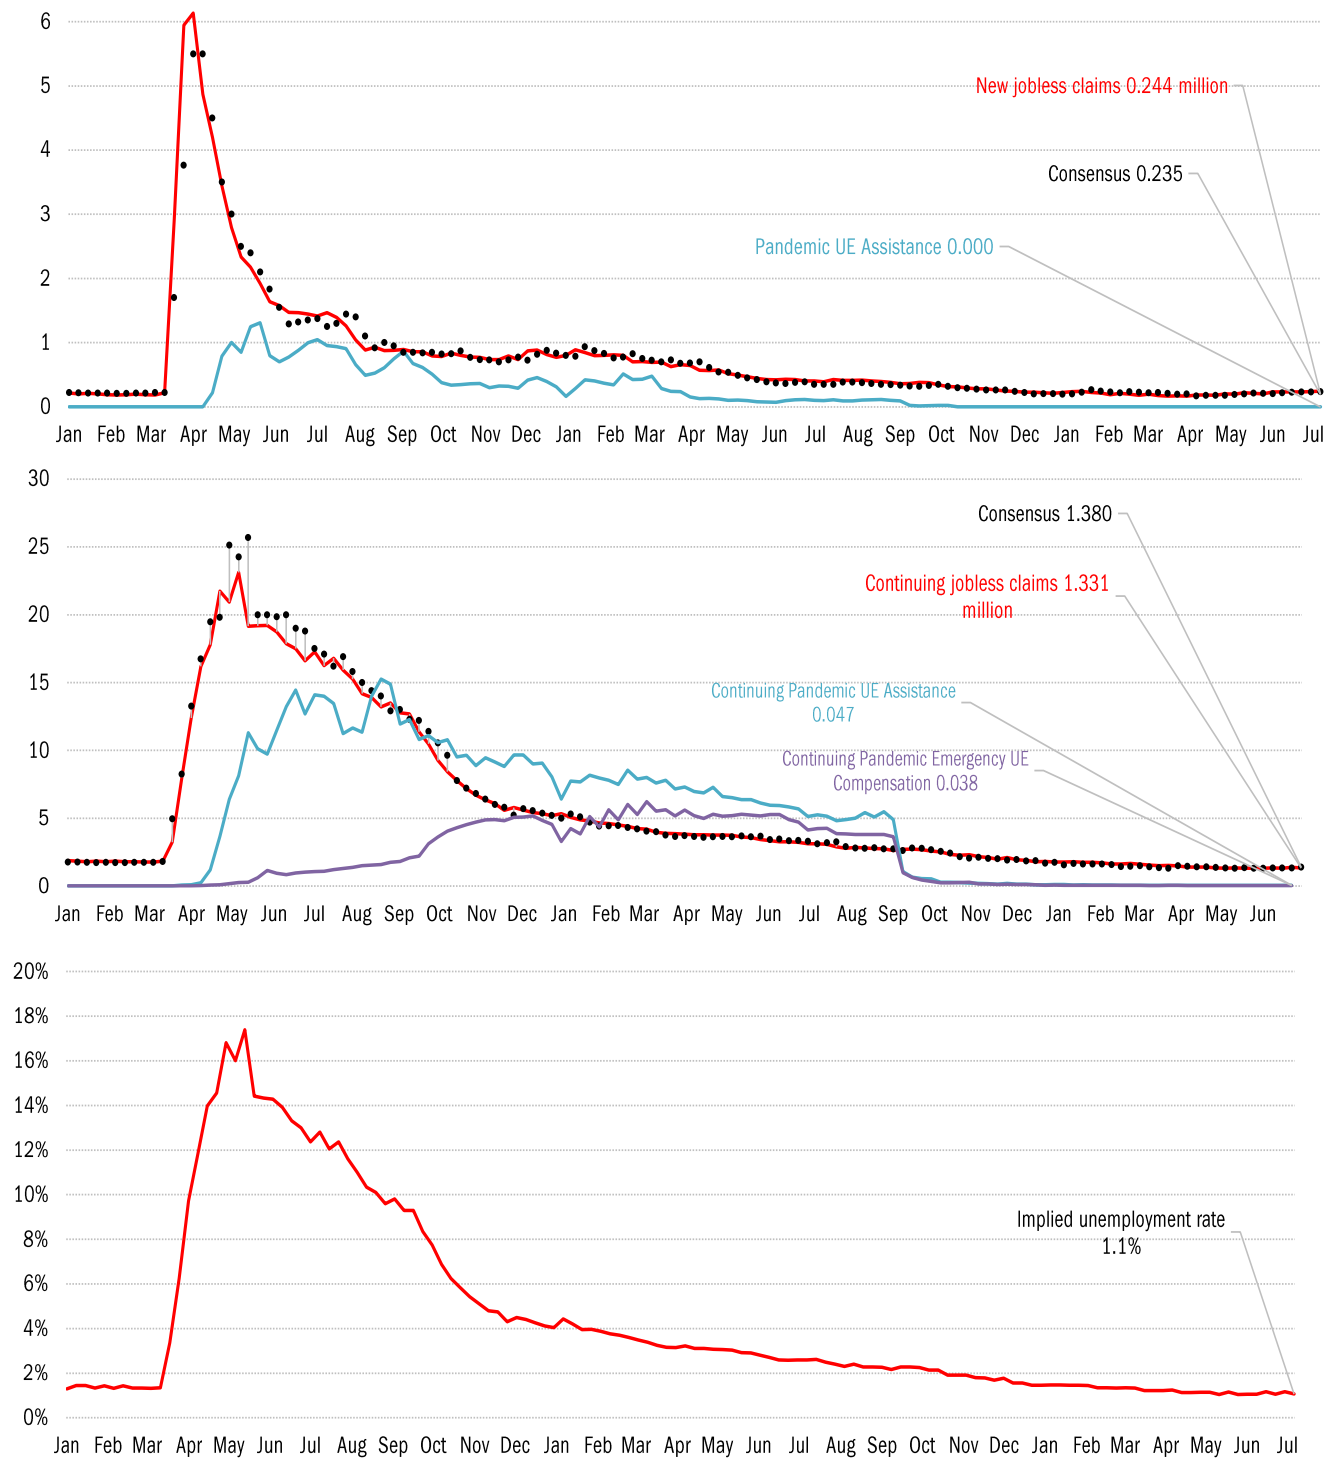 6
New jobless claims 0.244 million
5
4
Consensus 0.235
3
Pandemic UE Assistance 0.000
2
1
0
Jan Feb Mar Apr May Jun Jul Aug Sep Oct Nov Dec Jan Feb Mar Apr May Jun Jul Aug Sep Oct Nov Dec Jan Feb Mar Apr May Jun Jul
30
Consensus 1.380
25
Continuing jobless claims 1.331
million
20
15
Continuing Pandemic UE Assistance
0.047
10
Continuing Pandemic Emergency UE
Compensation 0.038
5
0
Jan Feb Mar Apr May Jun Jul Aug Sep Oct Nov Dec Jan Feb Mar Apr May Jun Jul Aug Sep Oct Nov Dec Jan Feb Mar Apr May Jun
20%
18%
16%
14%
12%
10%
Implied unemployment rate
1.1%
8%
6%
4%
2%
0%
Jan Feb Mar Apr May Jun Jul Aug Sep Oct Nov Dec Jan Feb Mar Apr May Jun Jul Aug Sep Oct Nov Dec Jan Feb Mar Apr May Jun Jul